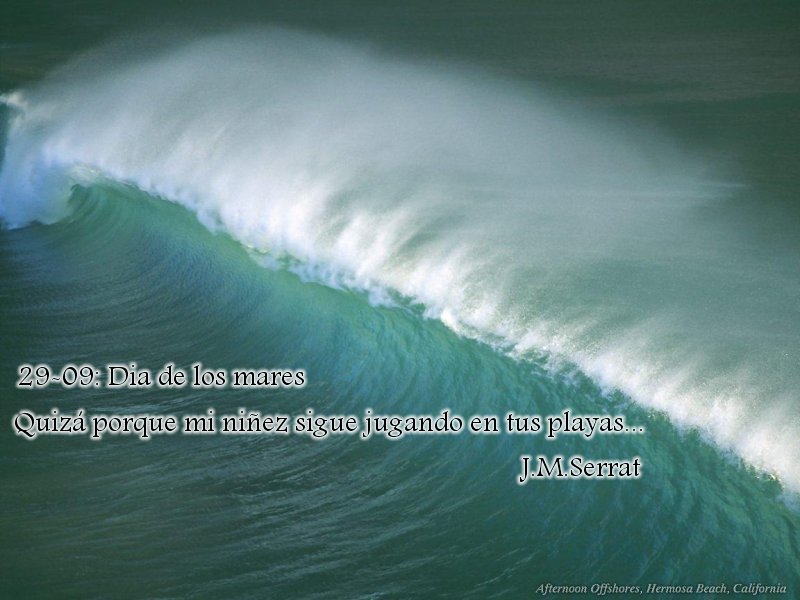 29-09: Dia de los mares
Quizá porque mi niñez sigue jugando en tus playas...
J.M.Serrat
Afternoon Offshores, Hermosa Beach, California